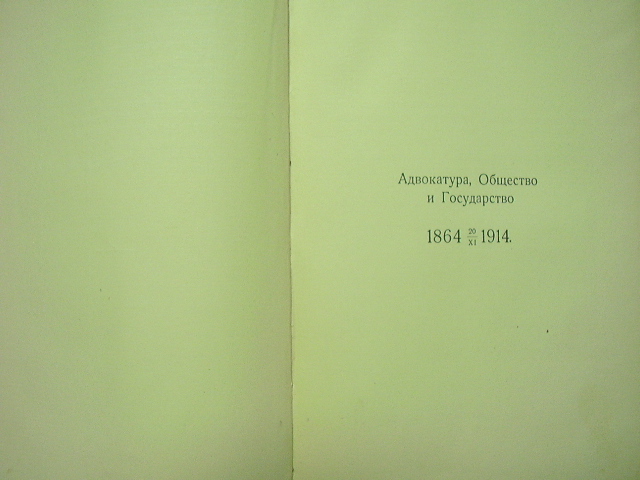 Адвокатура, Общество
и Государство
1864 20/XI 1914.